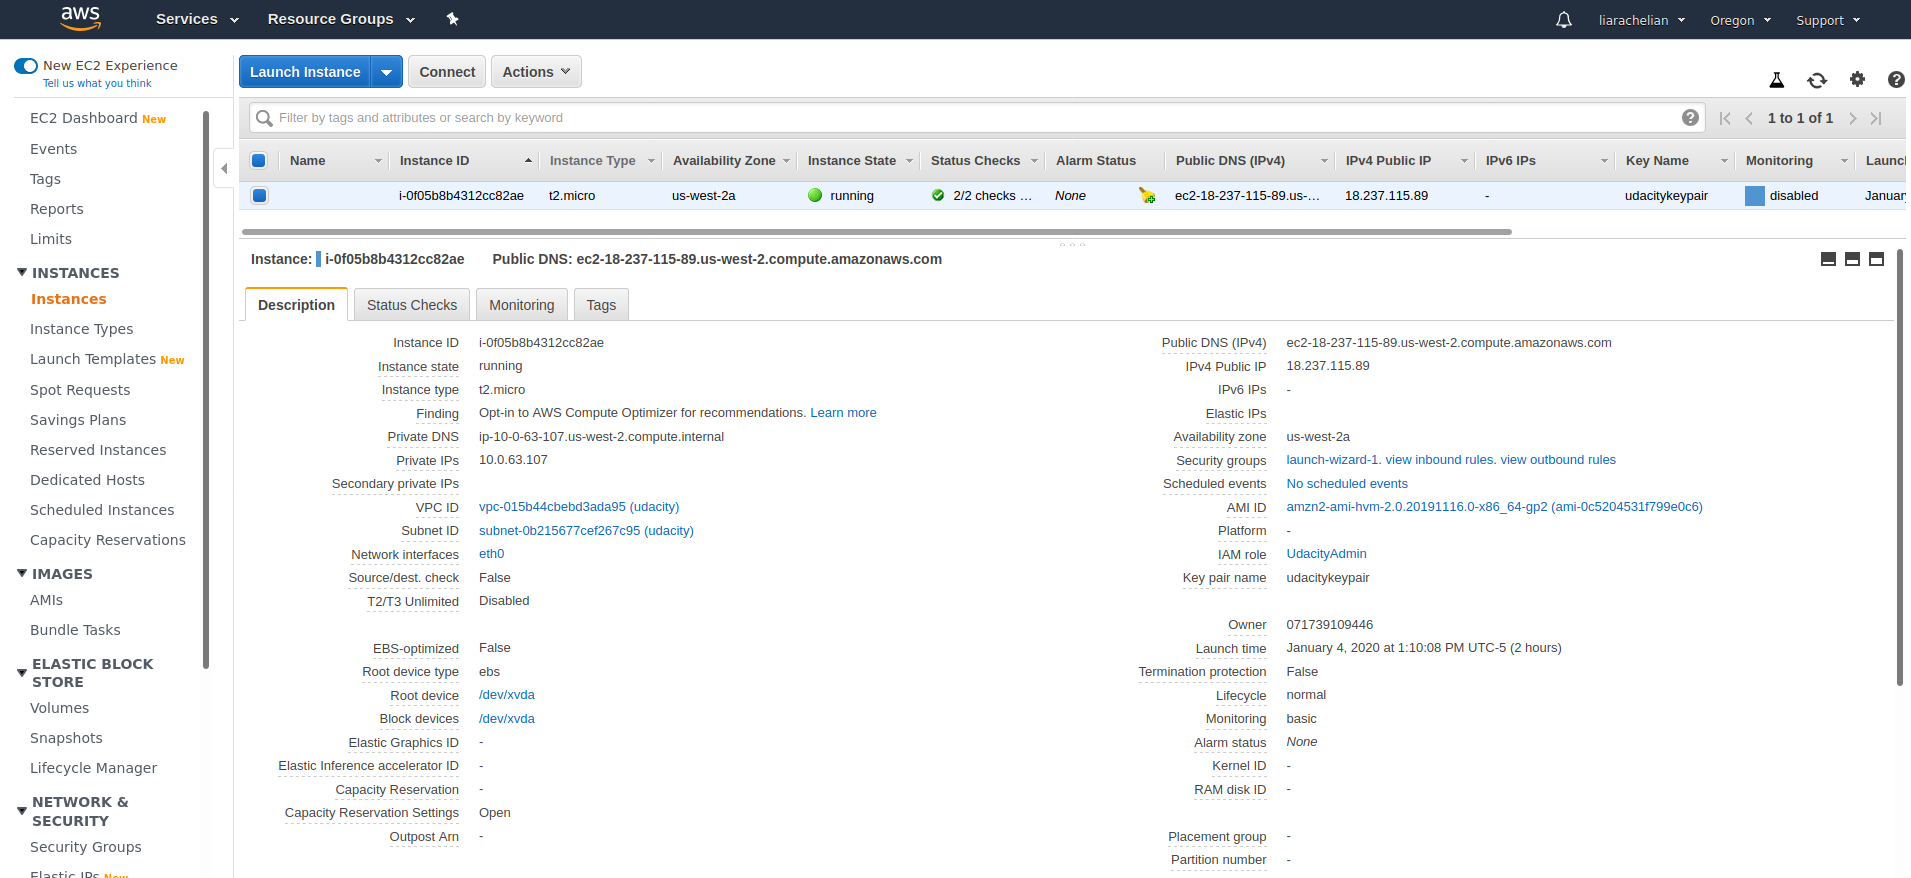 aws Services Resource Groups liarachelian Oregon Support
New EC2 Experience
Tell us what you think
EC2 Dashboard New
Events
Tags
Reports
Limits
INSTANCES
Instances
Instance Types
Launch Templates New
Spot Requests
Savings Plans
Reserved Instances
Dedicated Hosts
Scheduled Instances
Capacity Reservations
IMAGES
AMIs
Bundle Tasks
ELASTIC BLOCK
STORE
Volumes
Snapshots
Lifecycle Manager
NETWORK &
SECURITY
Security Groups
Elastic IPs New
Launch Instance Connect Actions
Filter by tags and attributes or search by keyword 1 to 1 of 1
Name Instance ID Instance Type Availability Zone Instance State Status Checks Alarm Status Public DNS (IPv4) IPv4 Public IP IPv6 IPs Key Name Monitoring Launc
i-0f05b8b4312cc82ae t2.micro us-west-2a running 2/2 checks ... None ec2-18-237-115-89.us-... 18.237.115.89 - udacitykeypair disabled Januar
Instance: i-0f05b8b4312cc82ae Public DNS: ec2-18-237-115-89.us-west-2.compute.amazonaws.com
Description Status Checks Monitoring Tags
Instance ID i-0f05b8b4312cc82ae
Instance state running
Instance type t2.micro
Finding Opt-in to AWS Compute Optimizer for recommendations. Learn more
Private DNS ip-10-0-63-107.us-west-2.compute.internal
Private IPs 10.0.63.107
Secondary private IPs
VPC ID vpc-015b44cbebd3ada95 (udacity)
Subnet ID subnet-0b215677cef267c95 (udacity)
Network interfaces eth0
Source/dest. check False
T2/T3 Unlimited Disabled
EBS-optimized False
Root device type ebs
Root device /dev/xvda
Block devices /dev/xvda
Elastic Graphics ID -
Elastic Inference accelerator ID -
Capacity Reservation -
Capacity Reservation Settings Open
Outpost Arn -
Public DNS (IPv4) ec2-18-237-115-89.us-west-2.compute.amazonaws.com
IPv4 Public IP 18.237.115.89
IPv6 IPs -
Elastic IPs
Availability zone us-west-2a
Security groups launch-wizard-1. view inbound rules. view outbound rules
Scheduled events No scheduled events
AMI ID amzn2-ami-hvm-2.0.20191116.0-x86_64-gp2 (ami-0c5204531f799e0c6)
Platform -
IAM role UdacityAdmin
Key pair name udacitykeypair
Owner 071739109446
Launch time January 4, 2020 at 1:10:08 PM UTC-5 (2 hours)
Termination protection False
Lifecycle normal
Monitoring basic
Alarm status None
Kernel ID -
RAM disk ID -
Placement group -
Partition number -